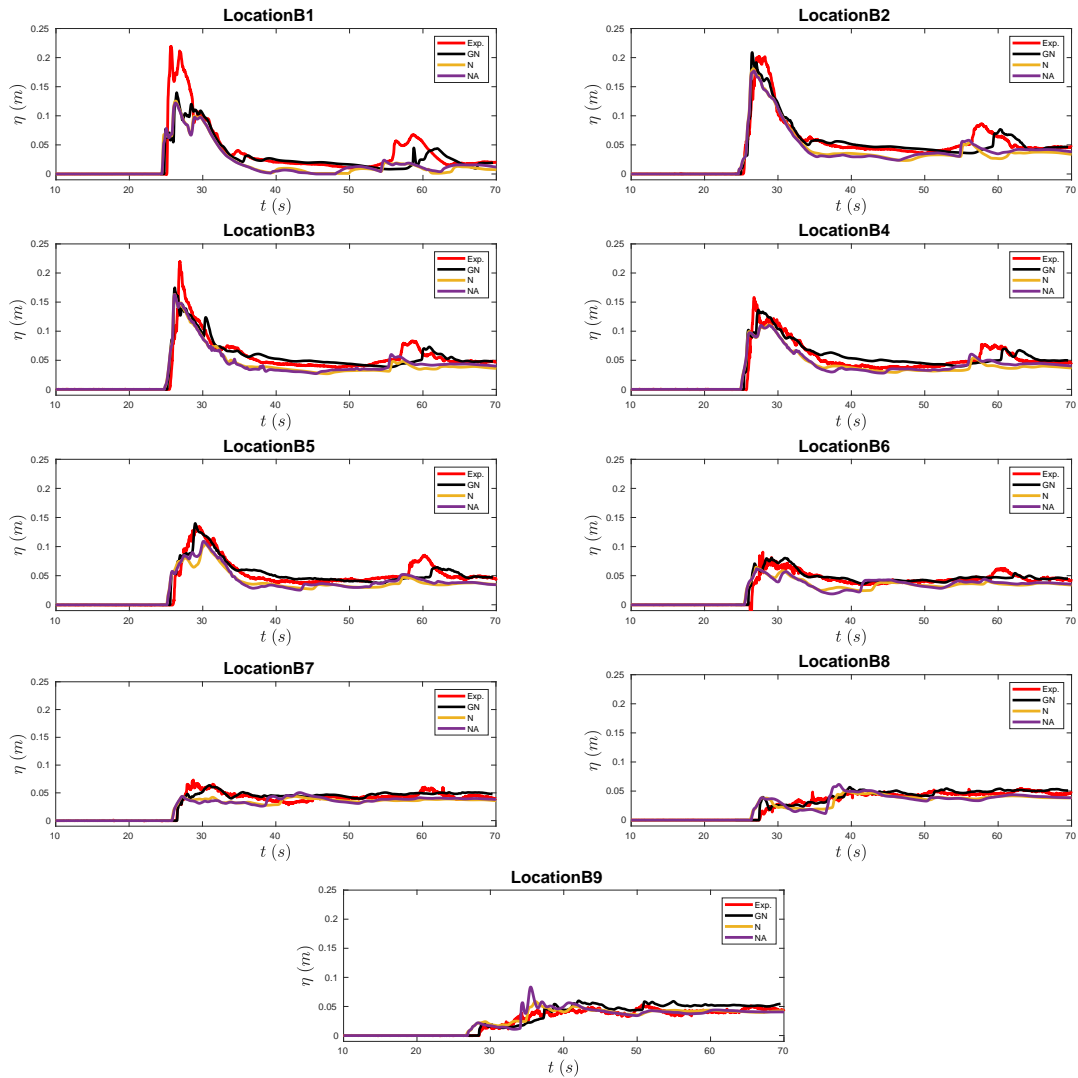 LocationB1
0.25
0.2
0.15
0.1
0.05
0
η (m)
10 20 30 40 50 60 70
t (s)
Exp.
GN
N
NA
LocationB2
0.25
0.2
0.15
0.1
0.05
0
η (m)
10 20 30 40 50 60 70
t (s)
Exp.
GN
N
NA
LocationB3
0.25
0.2
0.15
0.1
0.05
0
η (m)
10 20 30 40 50 60 70
t (s)
Exp.
GN
N
NA
LocationB4
0.25
0.2
0.15
0.1
0.05
0
η (m)
10 20 30 40 50 60 70
t (s)
Exp.
GN
N
NA
LocationB5
0.25
0.2
0.15
0.1
0.05
0
η (m)
10 20 30 40 50 60 70
t (s)
Exp.
GN
N
NA
LocationB6
0.25
0.2
0.15
0.1
0.05
0
η (m)
10 20 30 40 50 60 70
t (s)
Exp.
GN
N
NA
LocationB7
0.25
0.2
0.15
0.1
0.05
0
η (m)
10 20 30 40 50 60 70
t (s)
Exp.
GN
N
NA
LocationB8
0.25
0.2
0.15
0.1
0.05
0
η (m)
10 20 30 40 50 60 70
t (s)
Exp.
GN
N
NA
LocationB9
0.25
0.2
0.15
0.1
0.05
0
η (m)
10 20 30 40 50 60 70
t (s)
Exp.
GN
N
NA